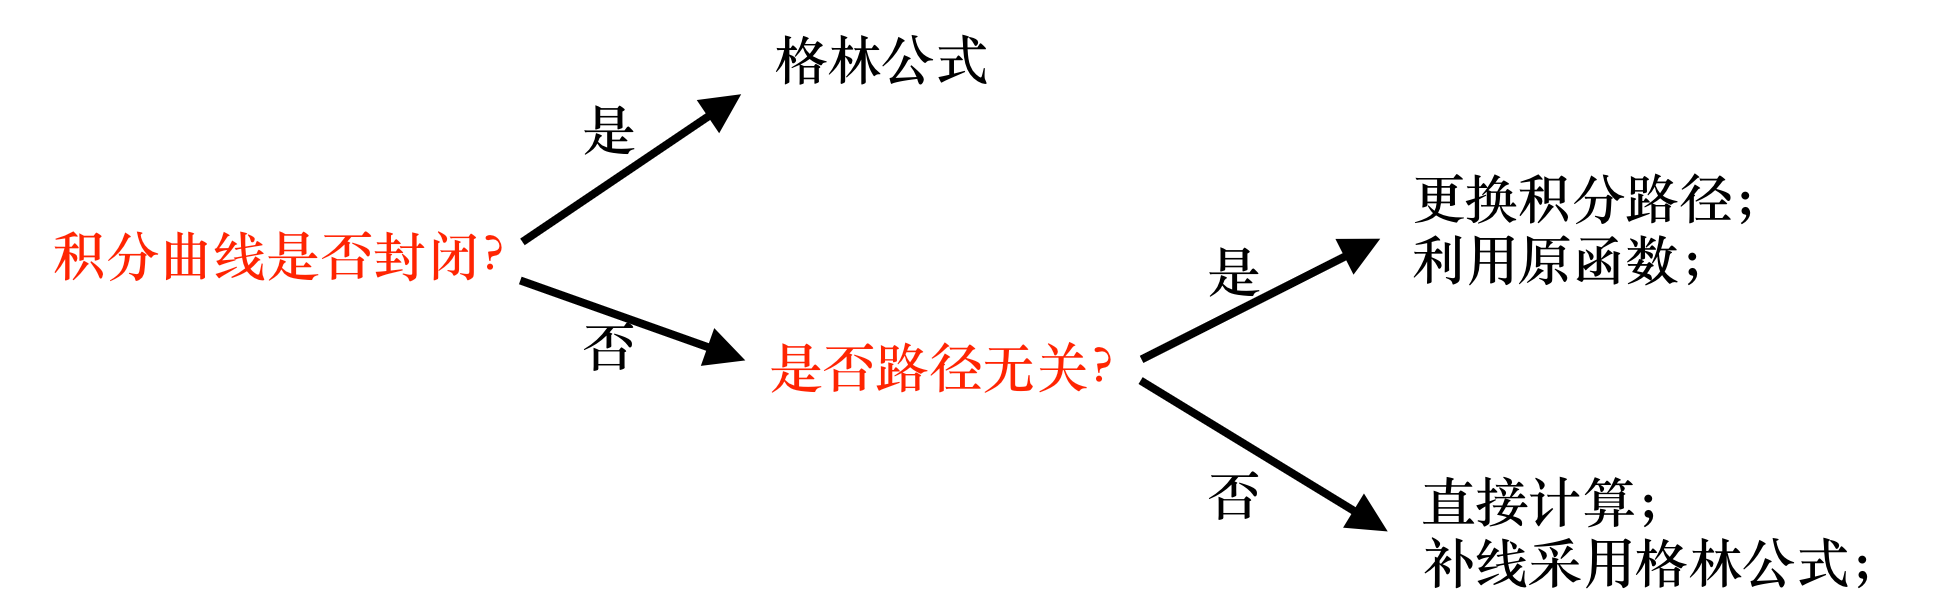 格林公式
是
积分曲线是否封闭?
否
是否路径无关?
是
更换积分路径；
利用原函数；
否
直接计算；
补线采用格林公式；